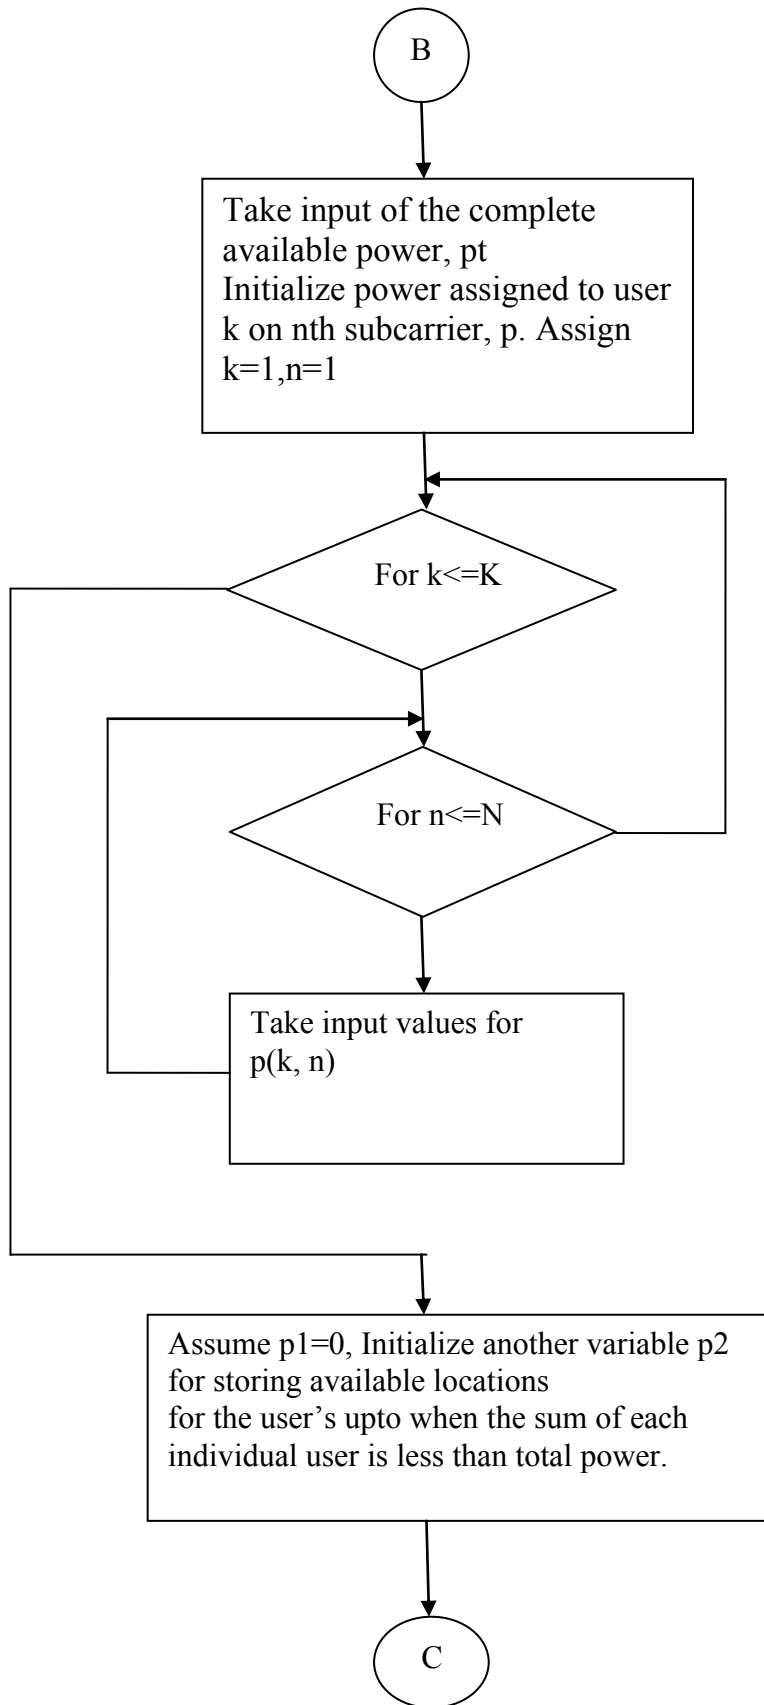 B
Take input of the complete
available power, pt
Initialize power assigned to user
k on nth subcarrier, p. Assign
k=1,n=1
For k<=K
For n<=N
Take input values for
p(k, n)
Assume p1=0, Initialize another variable p2
for storing available locations
for the user’s upto when the sum of each
individual user is less than total power.
C